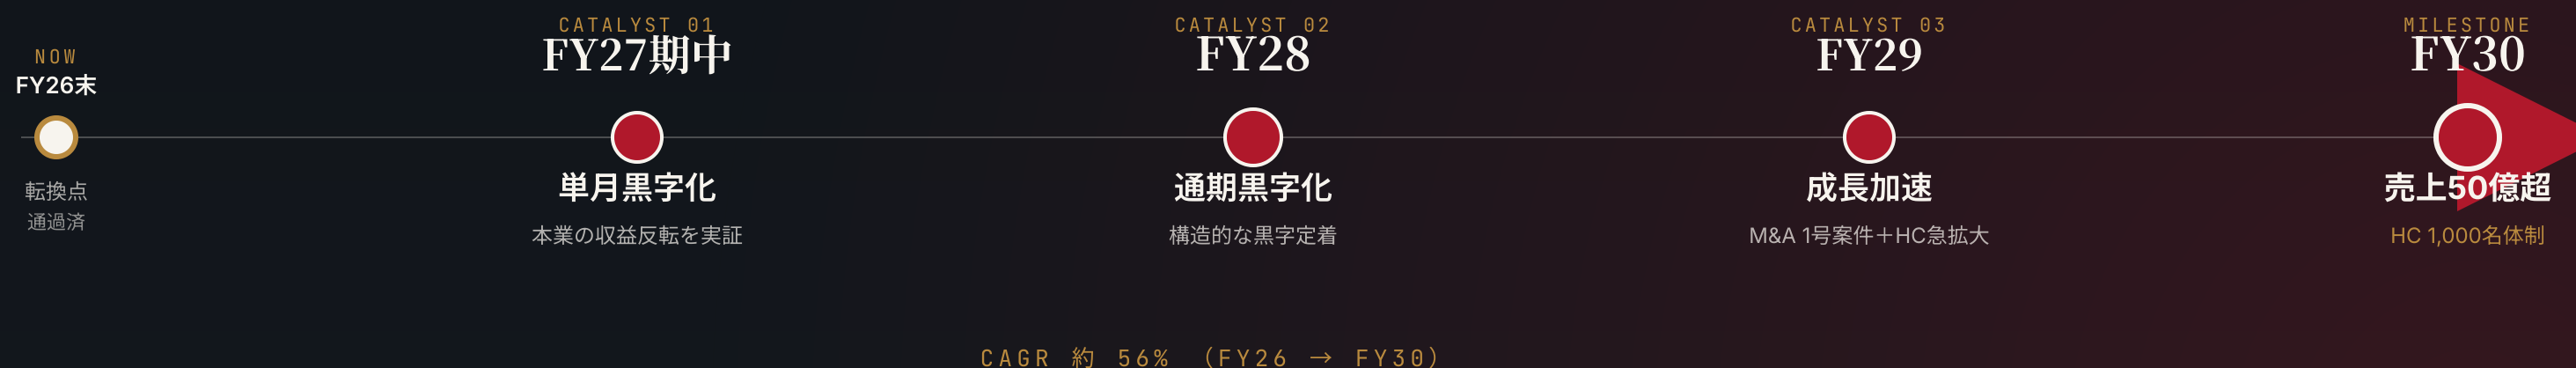 NOW
FY26末
転換点
通過済
CATALYST 01
FY27期中
単月黒字化
本業の収益反転を実証
CATALYST 02
FY28
通期黒字化
構造的な黒字定着
CATALYST 03
FY29
成長加速
M&A 1号案件＋HC急拡大
MILESTONE
FY30
売上50億超
HC 1,000名体制
CAGR 約 56% （FY26 → FY30）